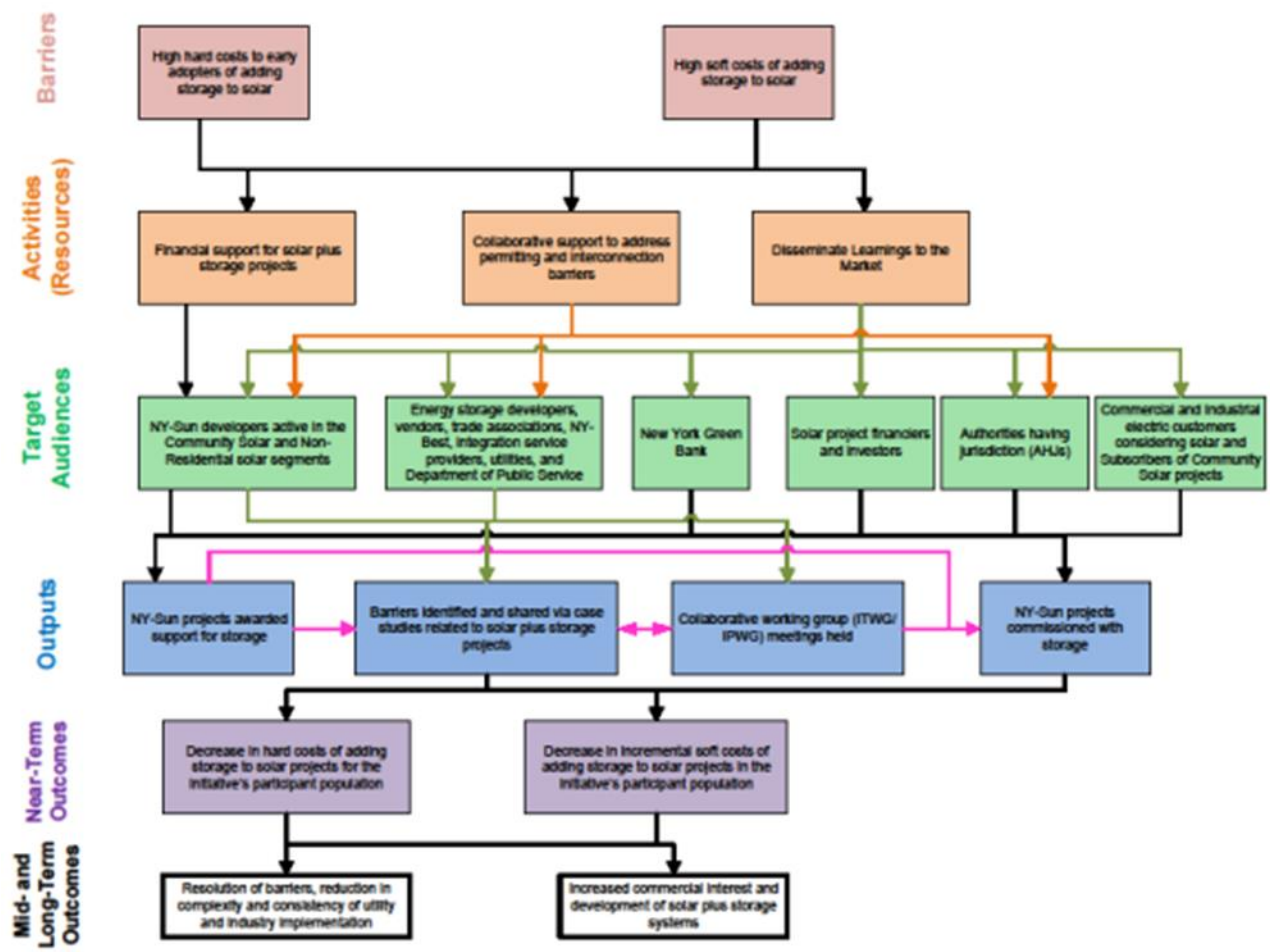 Barriers
High hard costs to early
adopters of adding
storage to solar
High soft costs of adding
storage to solar
Activities
(Resources)
Financial support for solar plus
storage projects
Collaborative support to address
permitting and interconnection
barriers
Disseminate Learnings to the
Market
Target
Audiences
NY-Sun developers active in the
Community Solar and Non-
Residential solar segments
Energy storage developers,
vendors, trade associations, NY-
Best, integration service
providers, utilities, and
Department of Public Service
New York Green
Bank
Solar project financiers
and investors
Authorities having
jurisdiction (AHJs)
Commercial and industrial
electric customers
considering solar and
Subscribers of Community
Solar projects
Outputs
NY-Sun projects awarded
support for storage
Barriers identified and shared via case
studies related to solar plus storage
projects
Collaborative working group (ITWG/
IPWG) meetings held
NY-Sun projects
commissioned with
storage
Near-Term
Outcomes
Decrease in hard costs of adding
storage to solar projects for the
initiative's participant population
Decrease in incremental soft costs of
adding storage to solar projects in the
initiative's participant population
Mid- and
Long-Term
Outcomes
Resolution of barriers, reduction in
complexity and consistency of utility
and industry implementation
Increased commercial interest and
development of solar plus storage
systems